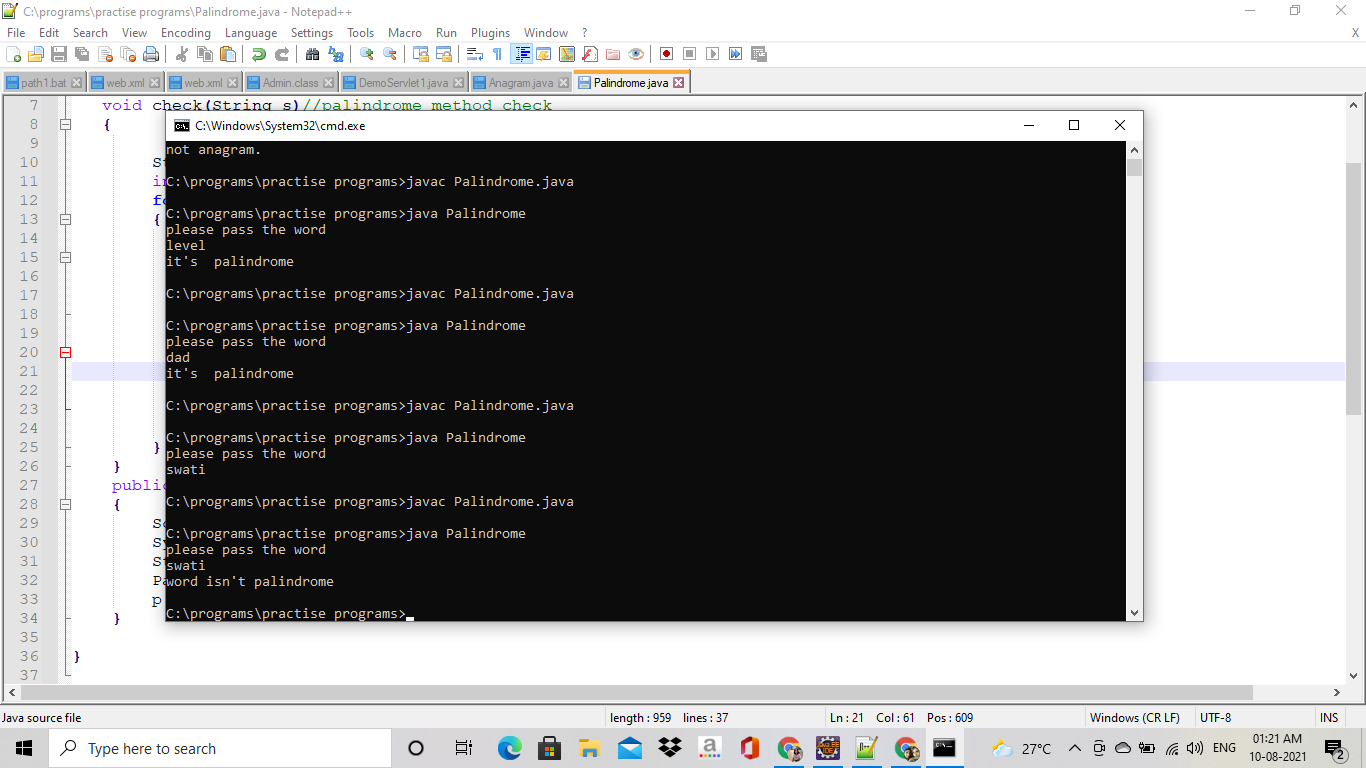 C:\programs\practise programs\Palindrome.java - Notepad++
File Edit Search View Encoding Language Settings Tools Macro Run Plugins Window ? X
path1.bat web.xml web.xml Admin.class DemoServlet1.java Anagram.java Palindrome.java
7 void check(String s)//palindrome method check
8 {
C:\Windows\System32\cmd.exe
not anagram.
9
10
C:\programs\practise programs>javac Palindrome.java
11
12
C:\programs\practise programs>java Palindrome
13 {
please pass the word
14
level
15
it's  palindrome
16
C:\programs\practise programs>javac Palindrome.java
17
18
C:\programs\practise programs>java Palindrome
19
please pass the word
20
dad
21
it's  palindrome
22
C:\programs\practise programs>javac Palindrome.java
23
24
C:\programs\practise programs>java Palindrome
25 }
please pass the word
26 }
swati
27
28 {
C:\programs\practise programs>javac Palindrome.java
29
C:\programs\practise programs>java Palindrome
30
please pass the word
31
swati
32
word isn't palindrome
33
34 }
C:\programs\practise programs>
35
36 }
37
Java source file length : 959 lines : 37 Ln : 21 Col : 61 Pos : 609 Windows (CR LF) UTF-8 INS
Type here to search 27°C ENG 01:21 AM
10-08-2021 2